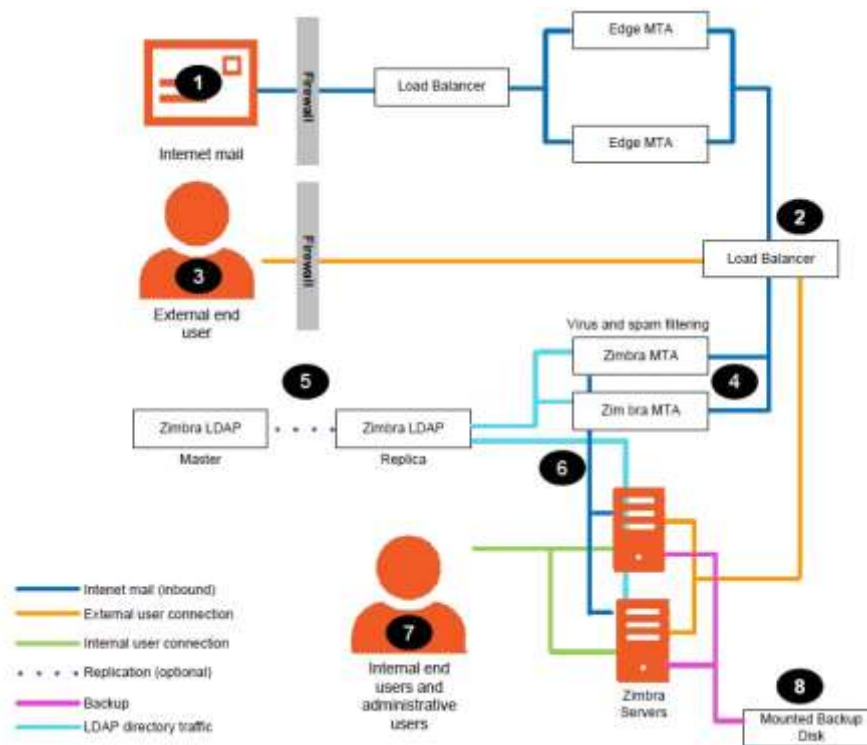 Edge MTA
1
Firewall
Load Balancer
Internet mail
Edge MTA
2
Firewall
Load Balancer
3
External end
user
Virus and spam filtering
Zimbra MTA
4
5
Zim bra MTA
Zimbra LDAP
Zimbra LDAP
Master
Replica
6
Intenet mail (inbound)
External user connection
Internal user connection
Replication (optional)
Backup
LDAP directory traffic
7
Internal end
users and
administrative
users
Zimbra
Servers
8
Mounted Backup
Disk